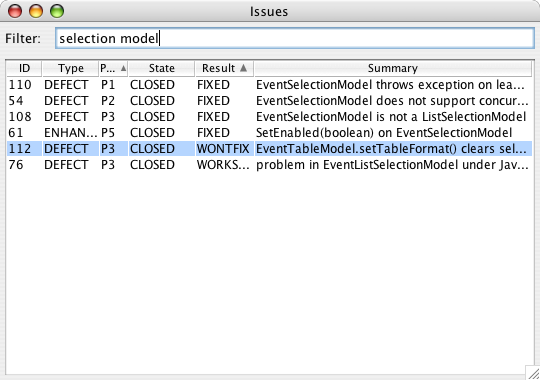 Issues
Filter: selection model
ID Type P... ▲ State Result ▲ Summary
110 DEFECT P1 CLOSED FIXED EventSelectionModel throws exception on lea...
54 DEFECT P2 CLOSED FIXED EventSelectionModel does not support concur...
108 DEFECT P3 CLOSED FIXED EventSelectionModel is not a ListSelectionModel
61 ENHAN... P5 CLOSED FIXED SetEnabled(boolean) on EventSelectionModel
112 DEFECT P3 CLOSED WONTFIX EventTableModel.setTableFormat() clears sel...
76 DEFECT P3 CLOSED WORKS... problem in EventListSelectionModel under Jav...